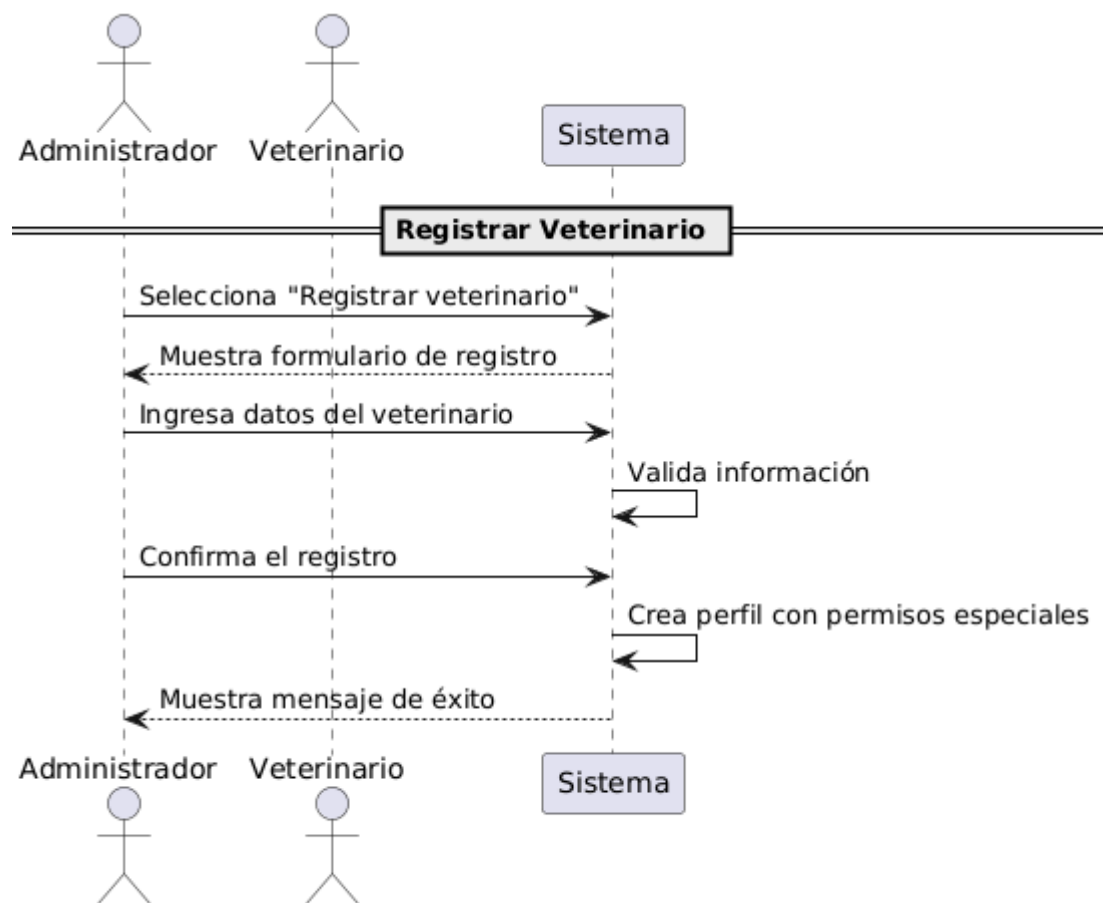 Administrador
Veterinario
Sistema
Registrar Veterinario
Selecciona "Registrar veterinario"
Muestra formulario de registro
Ingresa datos del veterinario
Valida información
Confirma el registro
Crea perfil con permisos especiales
Muestra mensaje de éxito
Administrador
Veterinario
Sistema